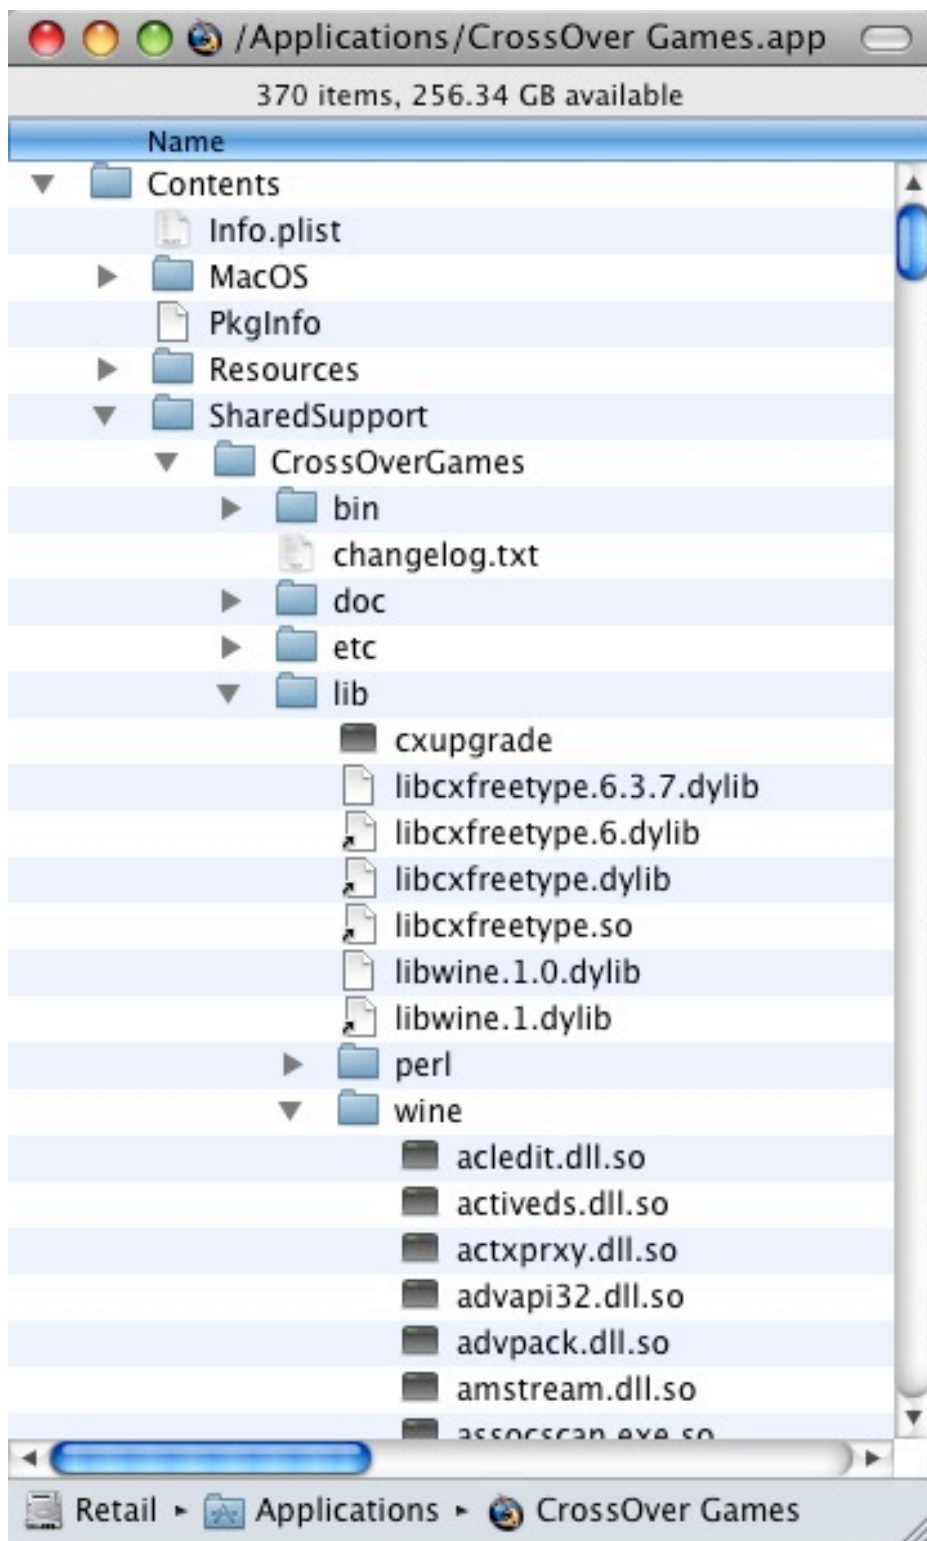 /Applications/CrossOver Games.app
370 items, 256.34 GB available
Name
Contents
Info.plist
MacOS
PkgInfo
Resources
SharedSupport
CrossOverGames
bin
changelog.txt
doc
etc
lib
cxupgrade
libcxfreetype.6.3.7.dylib
libcxfreetype.6.dylib
libcxfreetype.dylib
libcxfreetype.so
libwine.1.0.dylib
libwine.1.dylib
perl
wine
acledit.dll.so
activeds.dll.so
actxprxy.dll.so
advapi32.dll.so
advpack.dll.so
amstream.dll.so
assocscan.exe.so
Retail ▸ Applications ▸ CrossOver Games